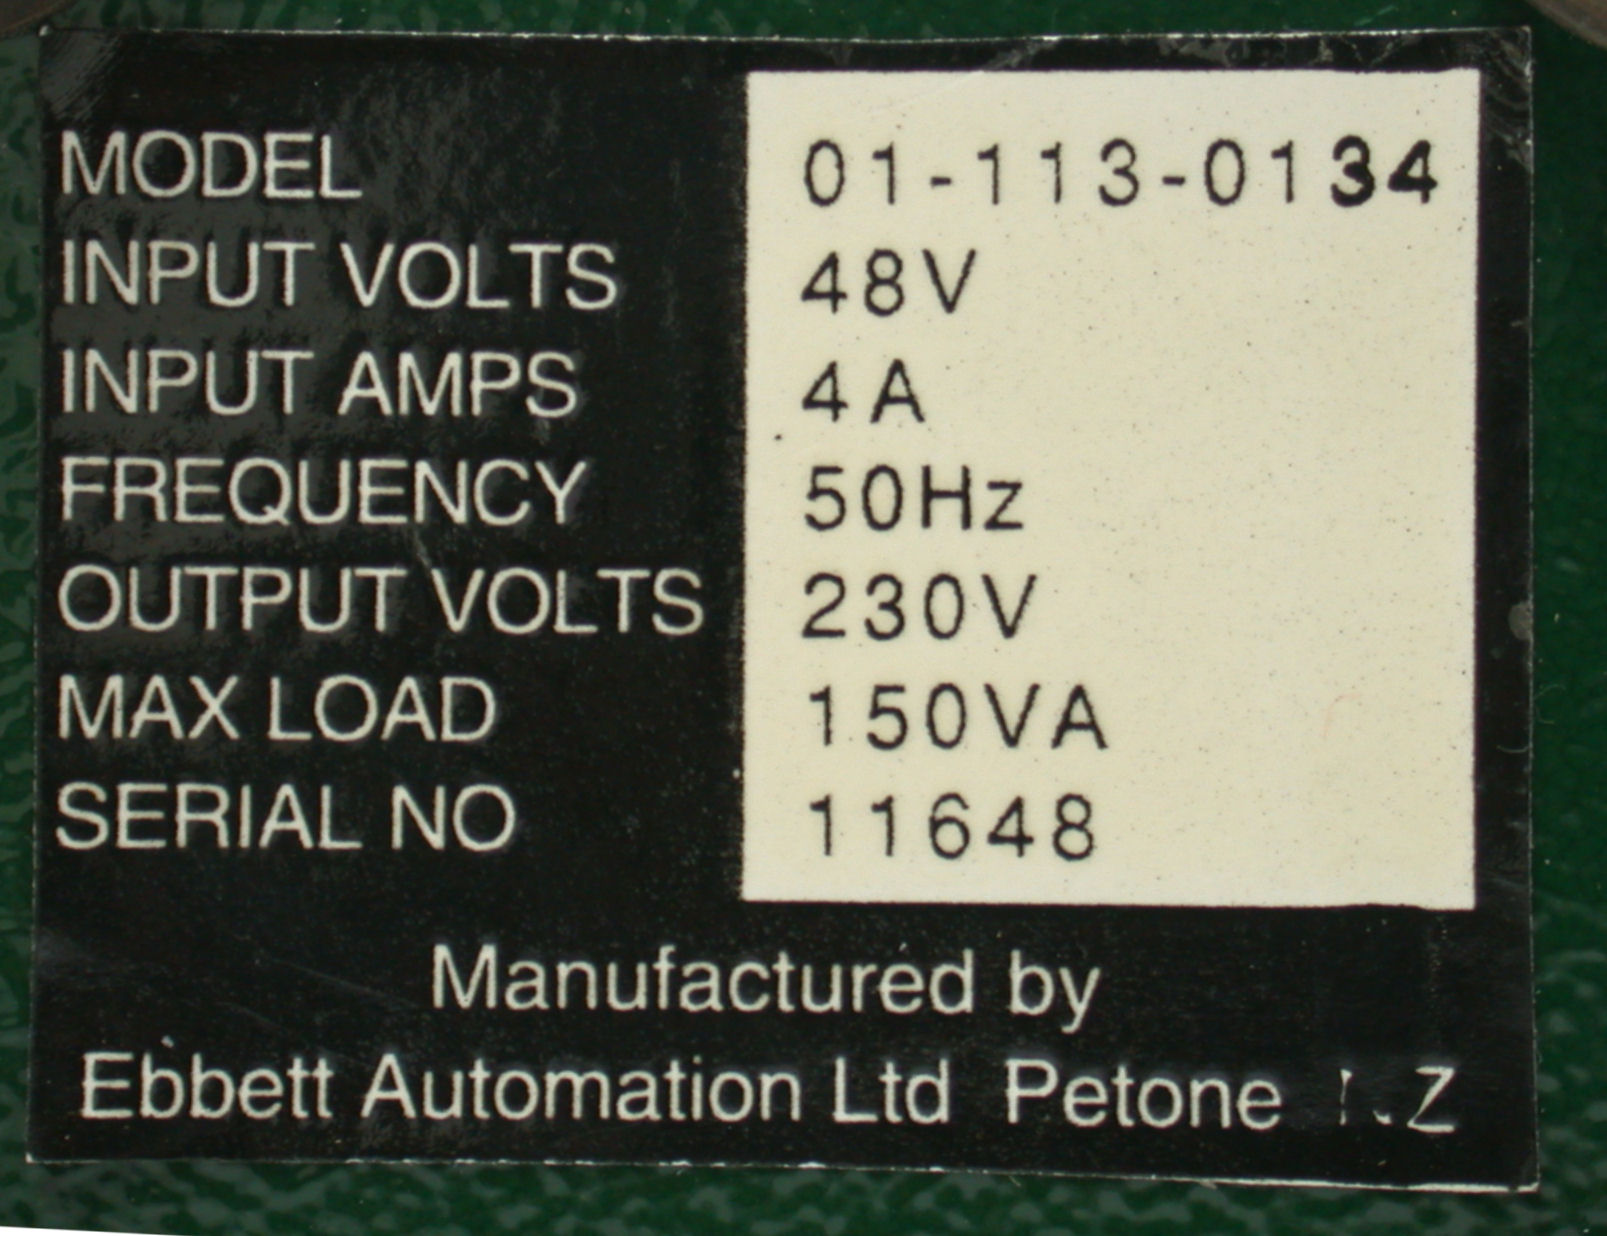 MODEL 01-113-0134
INPUT VOLTS 48V
INPUT AMPS 4A
FREQUENCY 50Hz
OUTPUT VOLTS 230V
MAX LOAD 150VA
SERIAL NO 11648
Manufactured by
Ebbett Automation Ltd Petone NZ